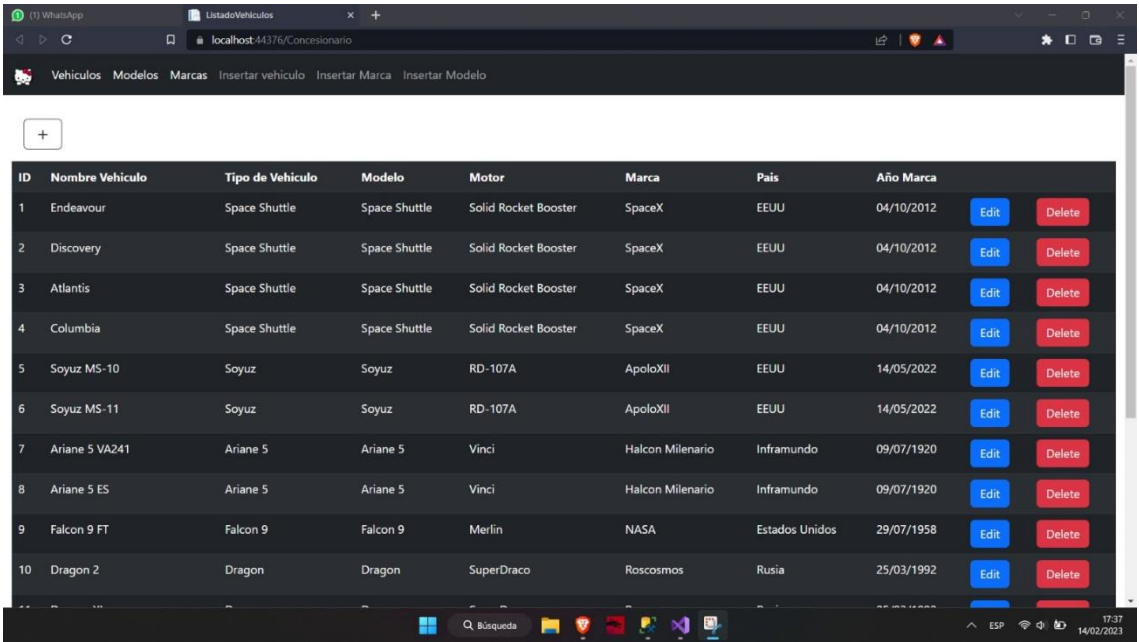 (1) WhatsApp ListadoVehiculos
localhost:44376/Concesionario
Vehiculos Modelos Marcas Insertar vehiculo Insertar Marca Insertar Modelo
+
ID Nombre Vehiculo Tipo de Vehiculo Modelo Motor Marca Pais Año Marca
1 Endeavour Space Shuttle Space Shuttle Solid Rocket Booster SpaceX EEUU 04/10/2012 Edit Delete
2 Discovery Space Shuttle Space Shuttle Solid Rocket Booster SpaceX EEUU 04/10/2012 Edit Delete
3 Atlantis Space Shuttle Space Shuttle Solid Rocket Booster SpaceX EEUU 04/10/2012 Edit Delete
4 Columbia Space Shuttle Space Shuttle Solid Rocket Booster SpaceX EEUU 04/10/2012 Edit Delete
5 Soyuz MS-10 Soyuz Soyuz RD-107A ApoloXII EEUU 14/05/2022 Edit Delete
6 Soyuz MS-11 Soyuz Soyuz RD-107A ApoloXII EEUU 14/05/2022 Edit Delete
7 Ariane 5 VA241 Ariane 5 Ariane 5 Vinci Halcon Milenario Inframundo 09/07/1920 Edit Delete
8 Ariane 5 ES Ariane 5 Ariane 5 Vinci Halcon Milenario Inframundo 09/07/1920 Edit Delete
9 Falcon 9 FT Falcon 9 Falcon 9 Merlin NASA Estados Unidos 29/07/1958 Edit Delete
10 Dragon 2 Dragon Dragon SuperDraco Roscosmos Rusia 25/03/1992 Edit Delete
Búsqueda ESP 17:37
14/02/2023